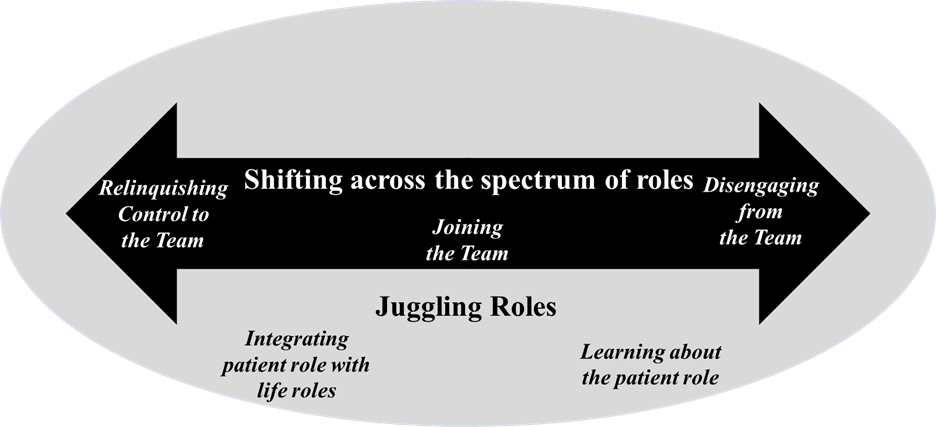 Shifting across the spectrum of roles
Relinquishing
Control to
the Team
Joining
the Team
Disengaging
from
the Team
Juggling Roles
Integrating
patient role with
life roles
Learning about
the patient role